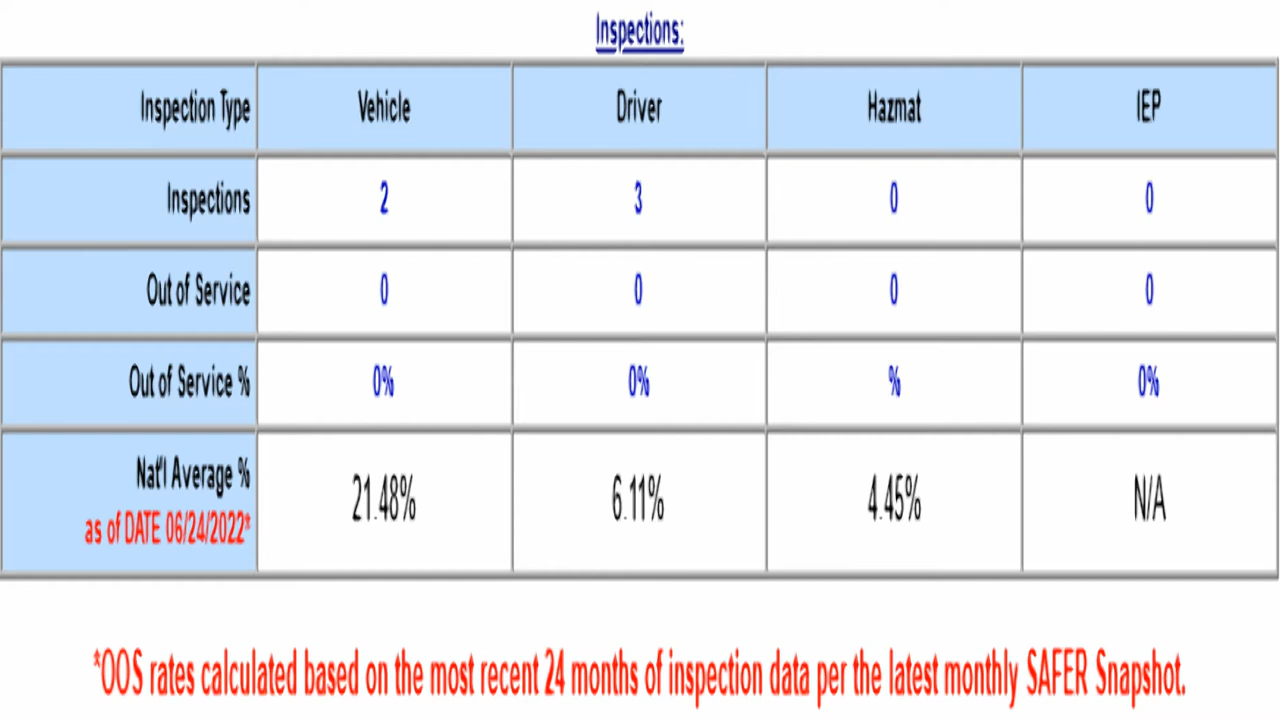 Inspections:
Inspection Type Vehicle Driver Hazmat IEP
Inspections 2 3 0 0
Out of Service 0 0 0 0
Out of Service % 0% 0% % 0%
Nat'l Average %
as of DATE 06/24/2022* 21.48% 6.11% 4.45% N/A
*OOS rates calculated based on the most recent 24 months of inspection data per the latest monthly SAFER Snapshot.